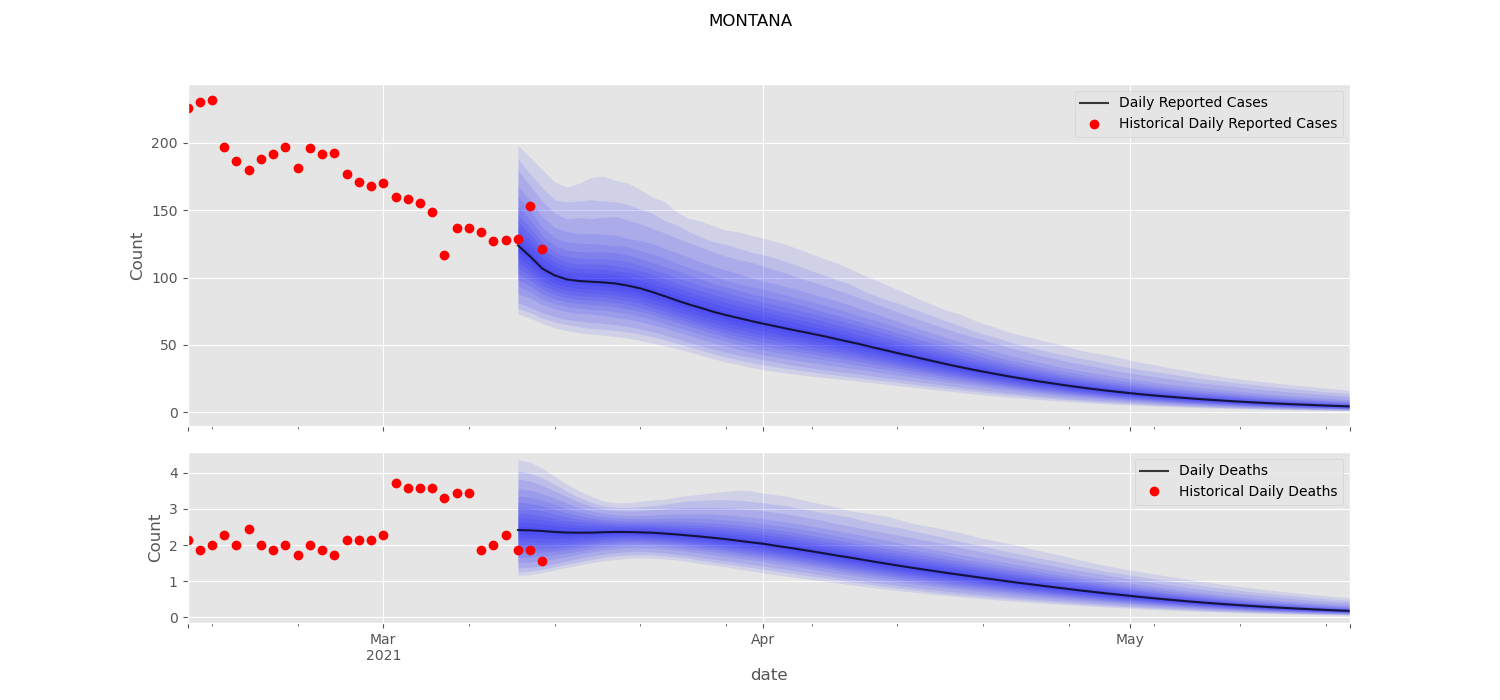 MONTANA
Daily Reported Cases
Historical Daily Reported Cases
200
150
100
50
0
Count
Daily Deaths
Historical Daily Deaths
4
3
2
1
0
Count
Mar
2021
Apr
May
date